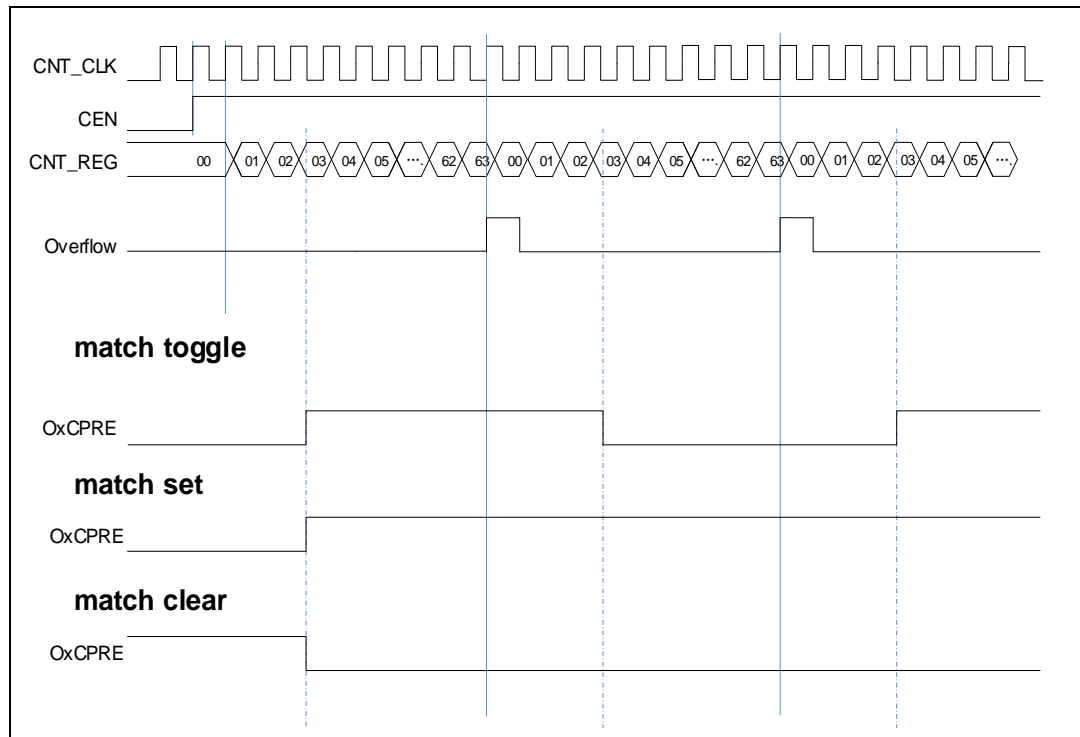 CNT_CLK
CEN
CNT_REG 00 01 02 03 04 05 ···. 62 63 00 01 02 03 04 05 ···. 62 63 00 01 02 03 04 05 ···.
Overflow
match toggle
OxCPRE
match set
OxCPRE
match clear
OxCPRE